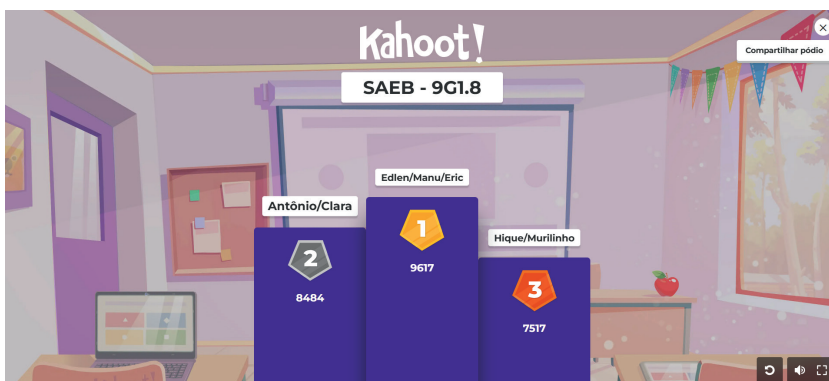 Kahoot!
Compartilhar pódio
SAEB - 9G1.8
Edlen/Manu/Eric
Antônio/Clara
1
9617
Hique/Murilinho
2
8484
3
7517